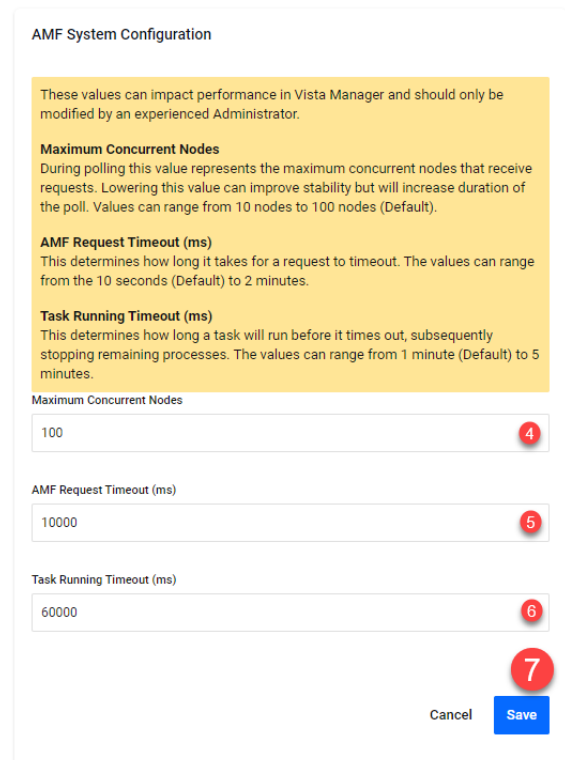 AMF System Configuration
These values can impact performance in Vista Manager and should only be
modified by an experienced Administrator.
Maximum Concurrent Nodes
During polling this value represents the maximum concurrent nodes that receive
requests. Lowering this value can improve stability but will increase duration of
the poll. Values can range from 10 nodes to 100 nodes (Default).
AMF Request Timeout (ms)
This determines how long it takes for a request to timeout. The values can range
from the 10 seconds (Default) to 2 minutes.
Task Running Timeout (ms)
This determines how long a task will run before it times out, subsequently
stopping remaining processes. The values can range from 1 minute (Default) to 5
minutes.
Maximum Concurrent Nodes
100 4
AMF Request Timeout (ms)
10000 5
Task Running Timeout (ms)
60000 6
7
Cancel Save